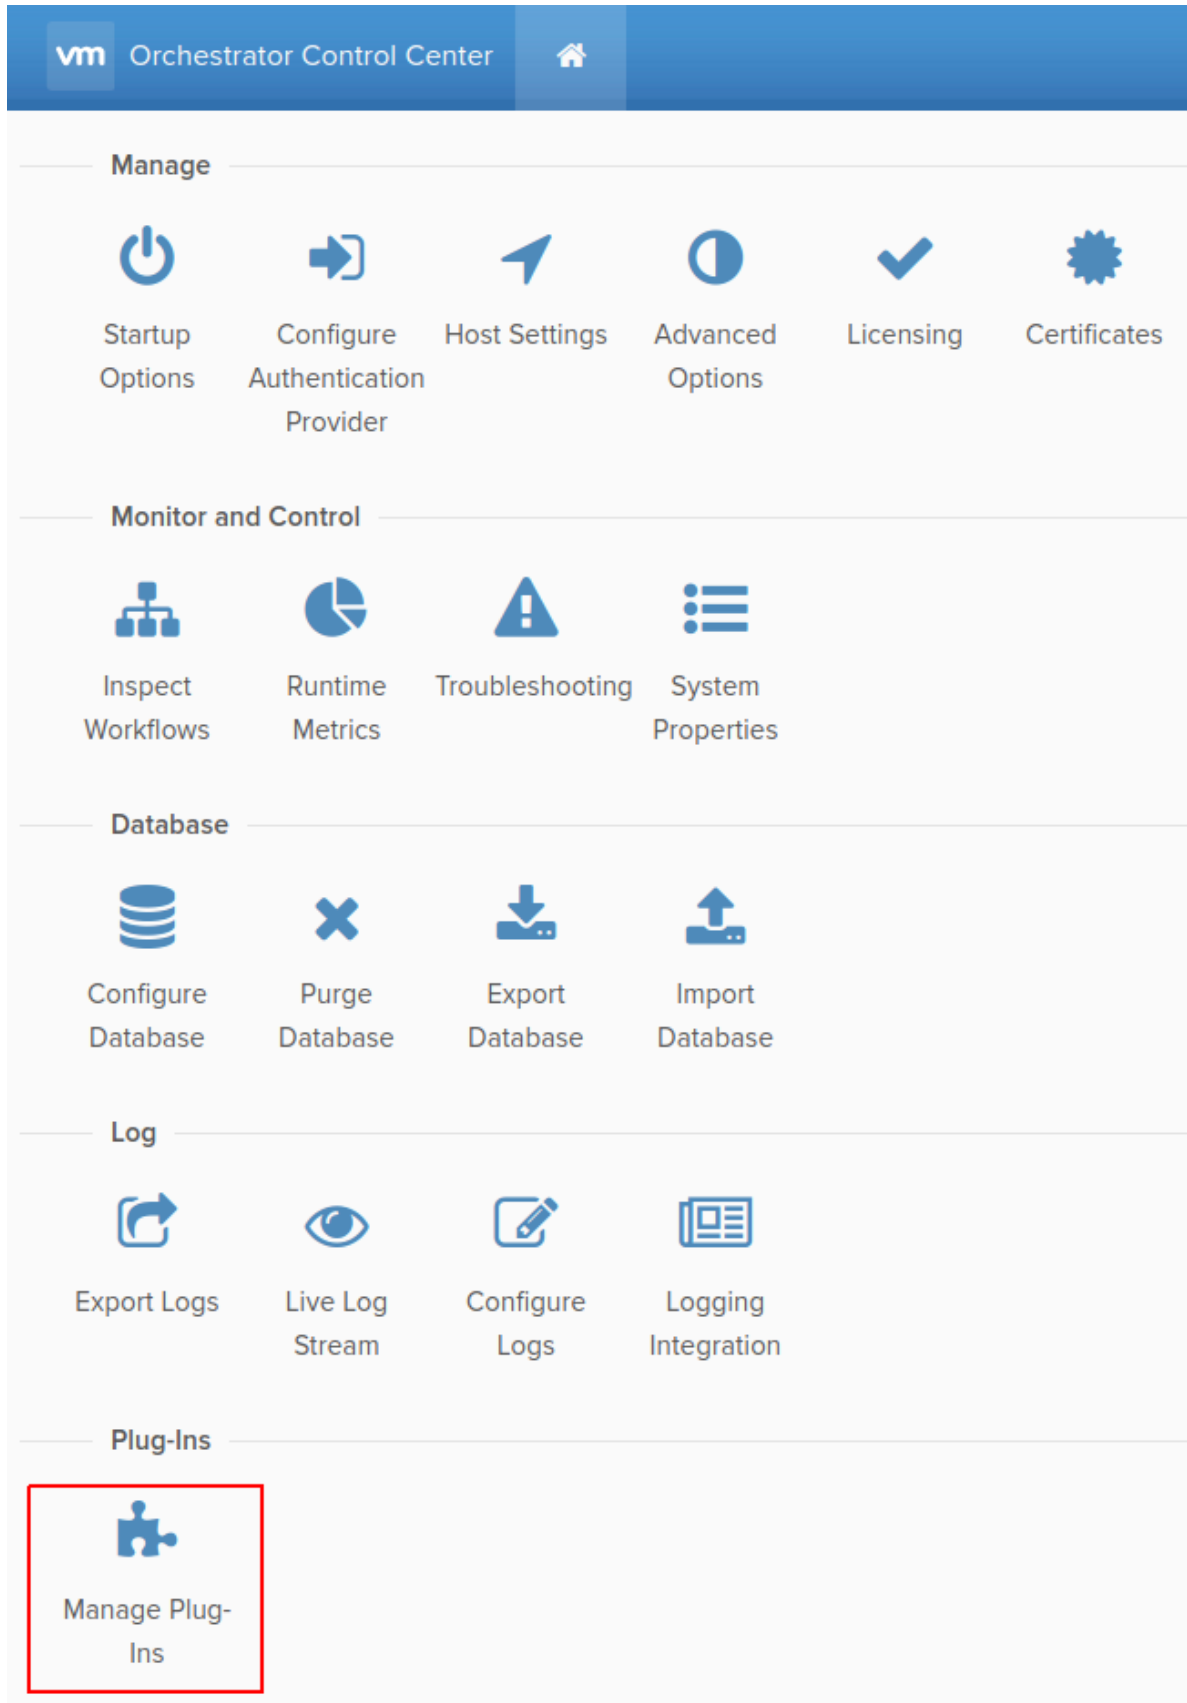 vm Orchestrator Control Center
Manage
Startup Configure Host Settings Advanced Licensing Certificates
Options Authentication Options
Provider
Monitor and Control
Inspect Runtime Troubleshooting System
Workflows Metrics Properties
Database
Configure Purge Export Import
Database Database Database Database
Log
Export Logs Live Log Configure Logging
Stream Logs Integration
Plug-Ins
Manage Plug-
Ins